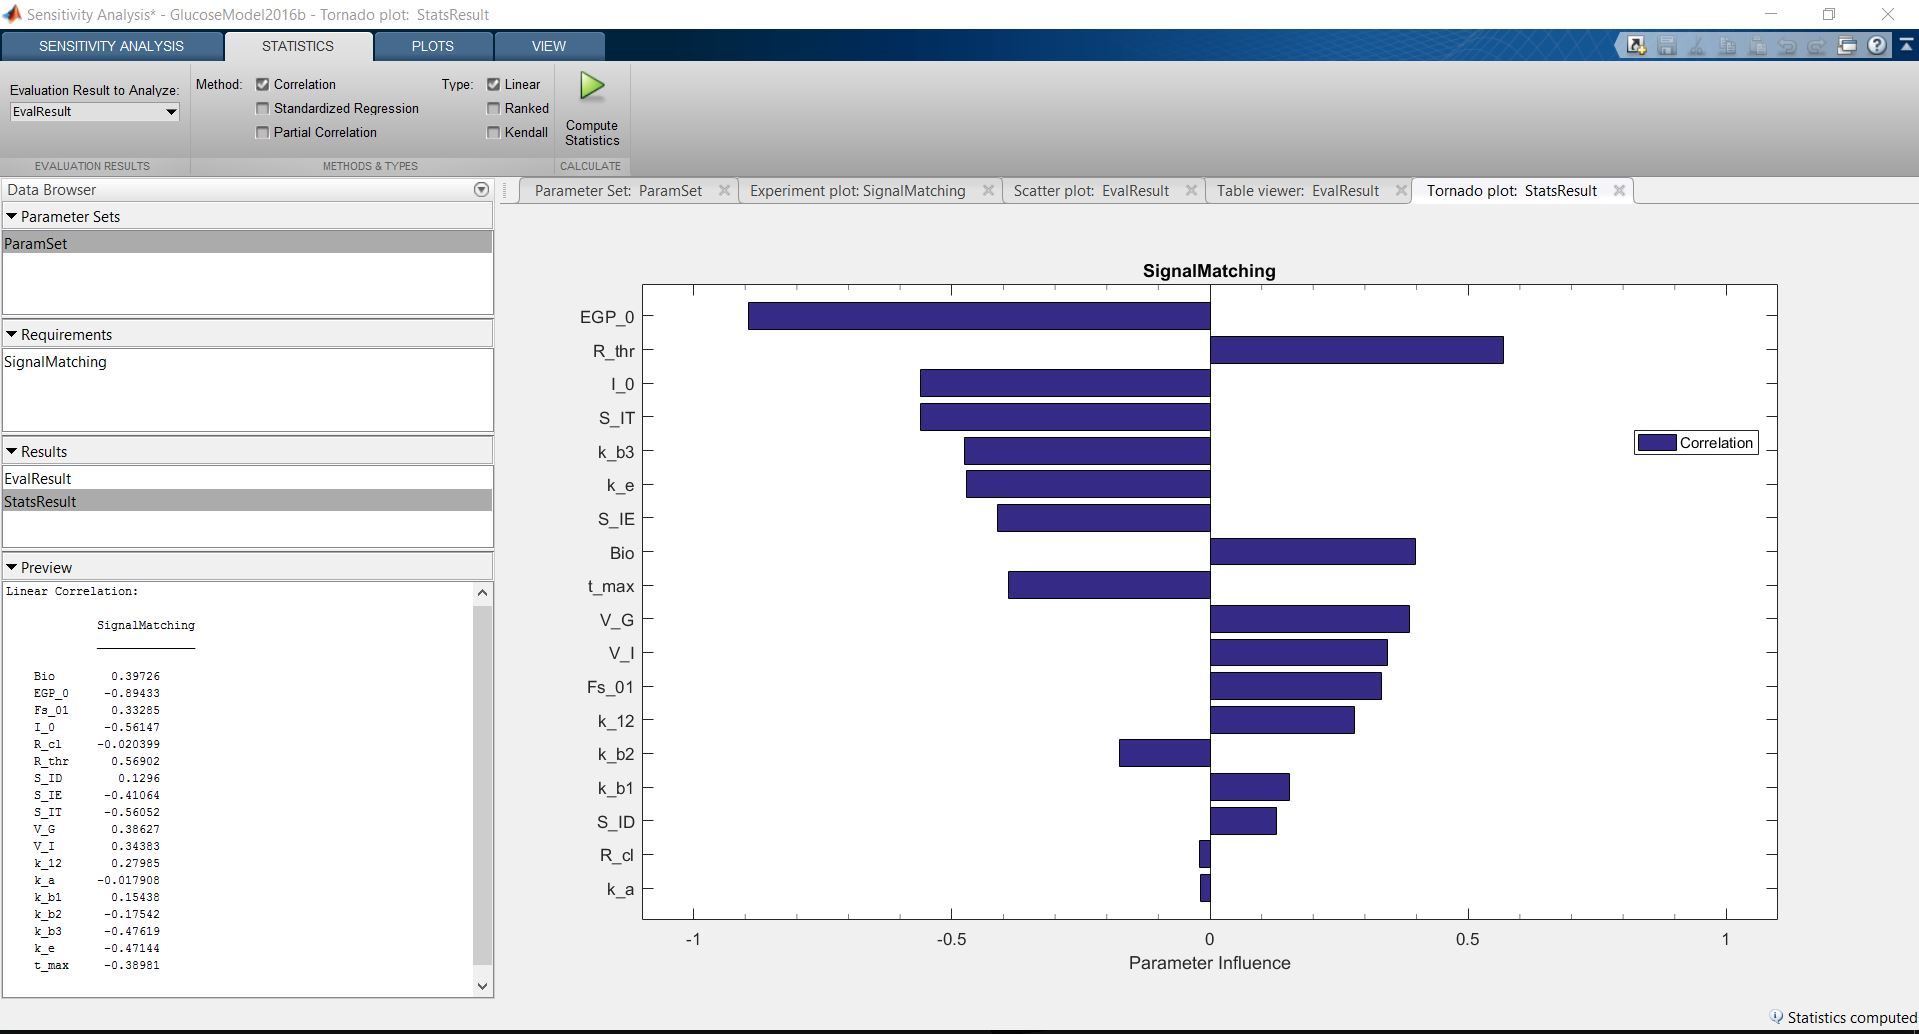 Sensitivity Analysis* - GlucoseModel2016b - Tornado plot: StatsResult
SENSITIVITY ANALYSIS STATISTICS PLOTS VIEW
Evaluation Result to Analyze:
EvalResult
EVALUATION RESULTS
Method: Correlation Type: Linear
Standardized Regression Ranked
Partial Correlation Kendall
METHODS & TYPES
Compute
Statistics
CALCULATE
Data Browser
Parameter Sets
ParamSet
Requirements
SignalMatching
Results
EvalResult
StatsResult
Preview
Linear Correlation:
SignalMatching
Bio 0.39726
EGP_0 -0.89433
Fs_01 0.33285
I_0 -0.56147
R_cl -0.020399
R_thr 0.56902
S_ID 0.1296
S_IE -0.41064
S_IT -0.56052
V_G 0.38627
V_I 0.34383
k_12 0.27985
k_a -0.017908
k_b1 0.15438
k_b2 -0.17542
k_b3 -0.47619
k_e -0.47144
t_max -0.38981
Parameter Set: ParamSet Experiment plot: SignalMatching Scatter plot: EvalResult Table viewer: EvalResult Tornado plot: StatsResult
SignalMatching
EGP_0
R_thr
I_0
S_IT
k_b3
k_e
S_IE
Bio
t_max
V_G
V_I
Fs_01
k_12
k_b2
k_b1
S_ID
R_cl
k_a
Correlation
-1 -0.5 0 0.5 1
Parameter Influence
Statistics computed